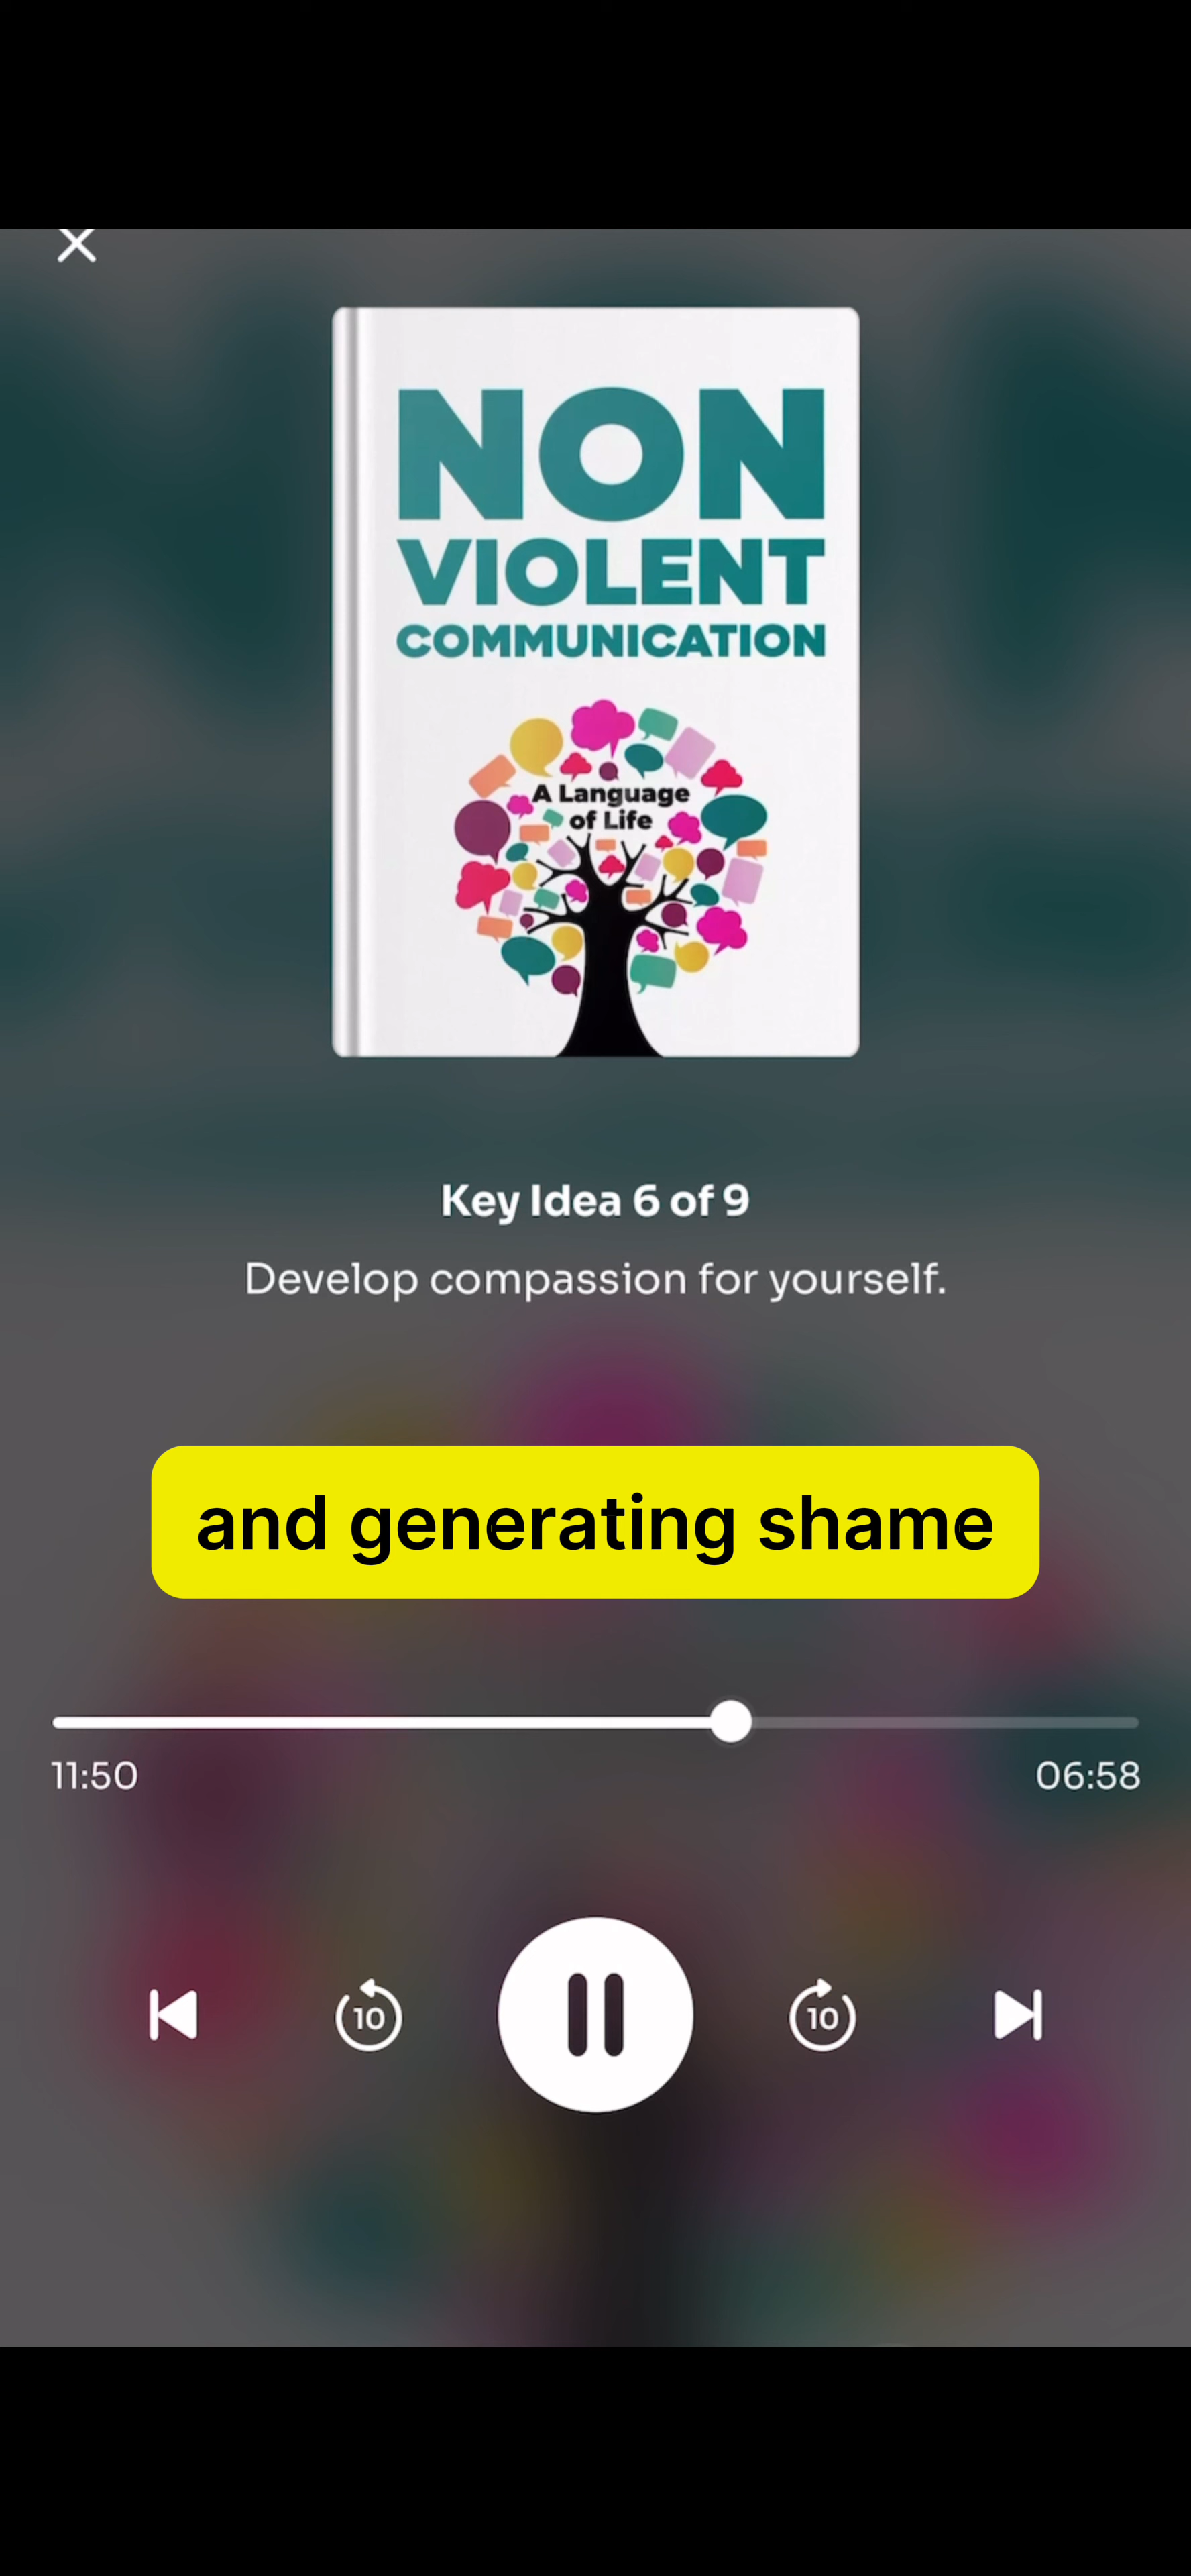 NON
VIOLENT
COMMUNICATION
A Language
of Life
Key Idea 6 of 9
Develop compassion for yourself.
and generating shame
11:50
06:58
10
10